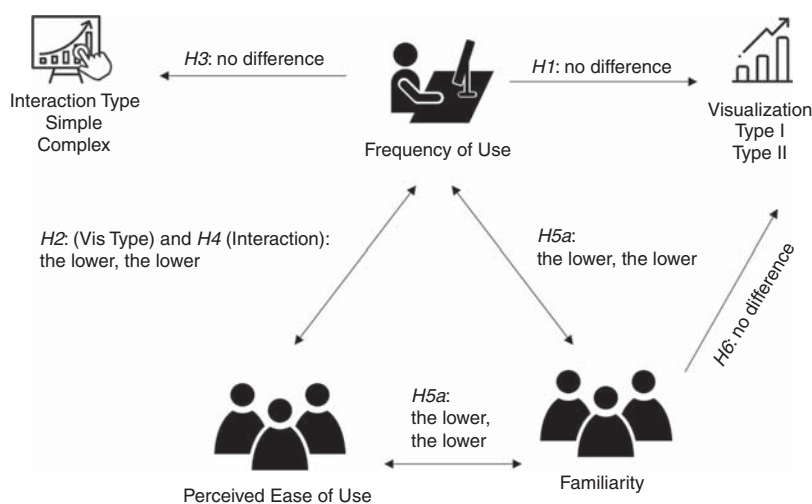 H3: no difference
H1: no difference
Interaction Type
Simple
Complex
Frequency of Use
Visualization
Type I
Type II
H2: (Vis Type) and H4 (Interaction):
the lower, the lower
H5a:
the lower, the lower
H6: no difference
H5a:
the lower,
the lower
Perceived Ease of Use
Familiarity